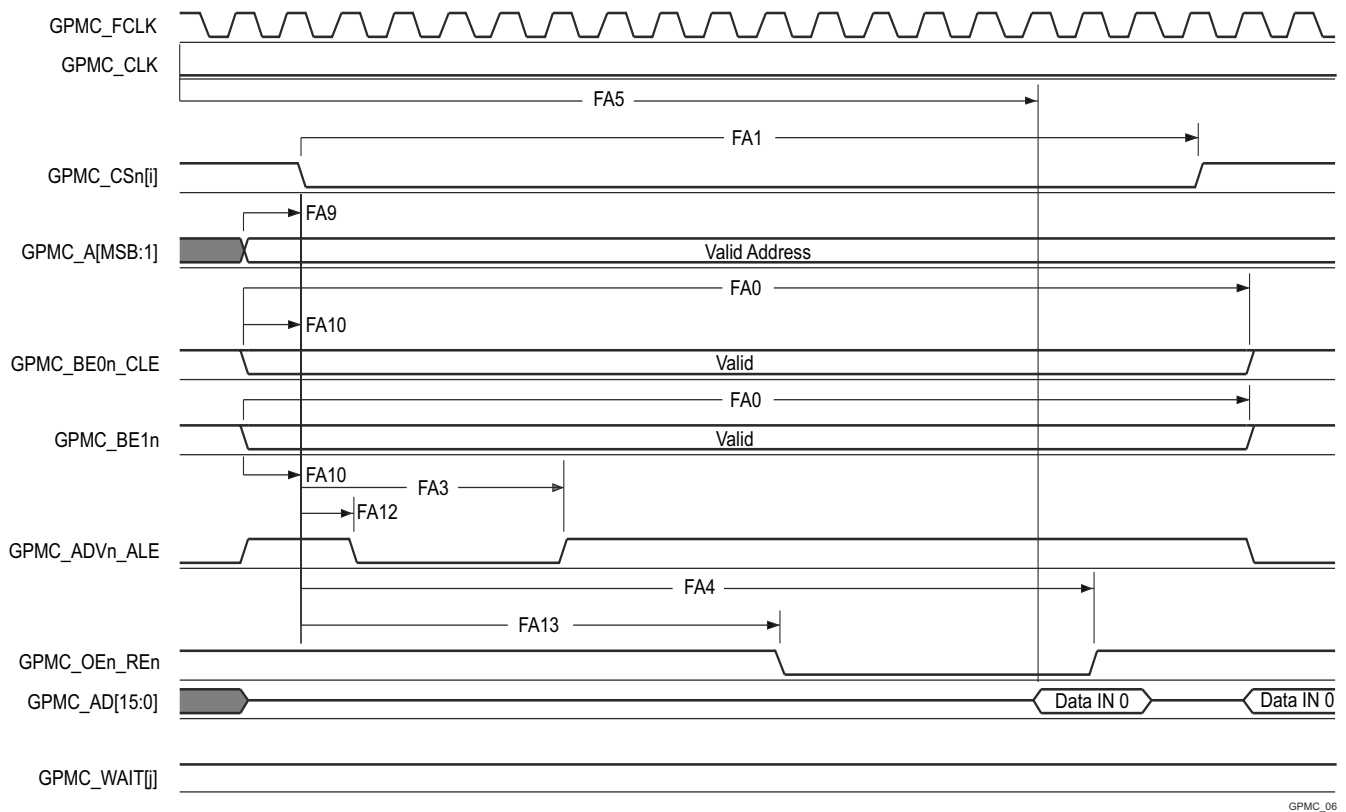 GPMC_FCLK
GPMC_CLK
FA5
FA1
GPMC_CSn[i]
FA9
GPMC_A[MSB:1]
Valid Address
FA0
FA10
GPMC_BE0n_CLE
Valid
FA0
GPMC_BE1n
Valid
FA10
FA3
FA12
GPMC_ADVn_ALE
FA4
FA13
GPMC_OEn_REn
GPMC_AD[15:0]
Data IN 0
Data IN 0
GPMC_WAIT[j]
GPMC_06